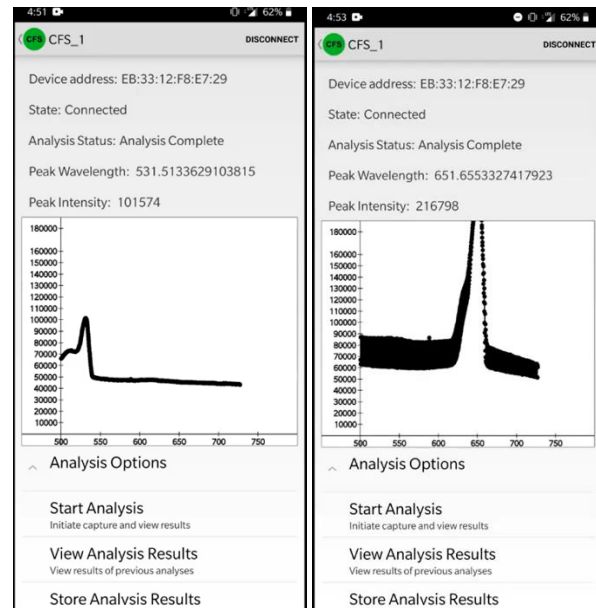 4:51 62%
CFS CFS_1 DISCONNECT
Device address: EB:33:12:F8:E7:29
State: Connected
Analysis Status: Analysis Complete
Peak Wavelength: 531.5133629103815
Peak Intensity: 101574
180000
160000
150000
140000
130000
120000
110000
100000
90000
80000
70000
60000
50000
40000
30000
20000
10000
500 550 600 650 700 750
Analysis Options
Start Analysis
Initiate capture and view results
View Analysis Results
View results of previous analyses
Store Analysis Results
4:53 62%
CFS CFS_1 DISCONNECT
Device address: EB:33:12:F8:E7:29
State: Connected
Analysis Status: Analysis Complete
Peak Wavelength: 651.6553327417923
Peak Intensity: 216798
180000
160000
150000
140000
130000
120000
110000
100000
90000
80000
70000
60000
50000
40000
30000
20000
10000
500 550 600 650 700 750
Analysis Options
Start Analysis
Initiate capture and view results
View Analysis Results
View results of previous analyses
Store Analysis Results